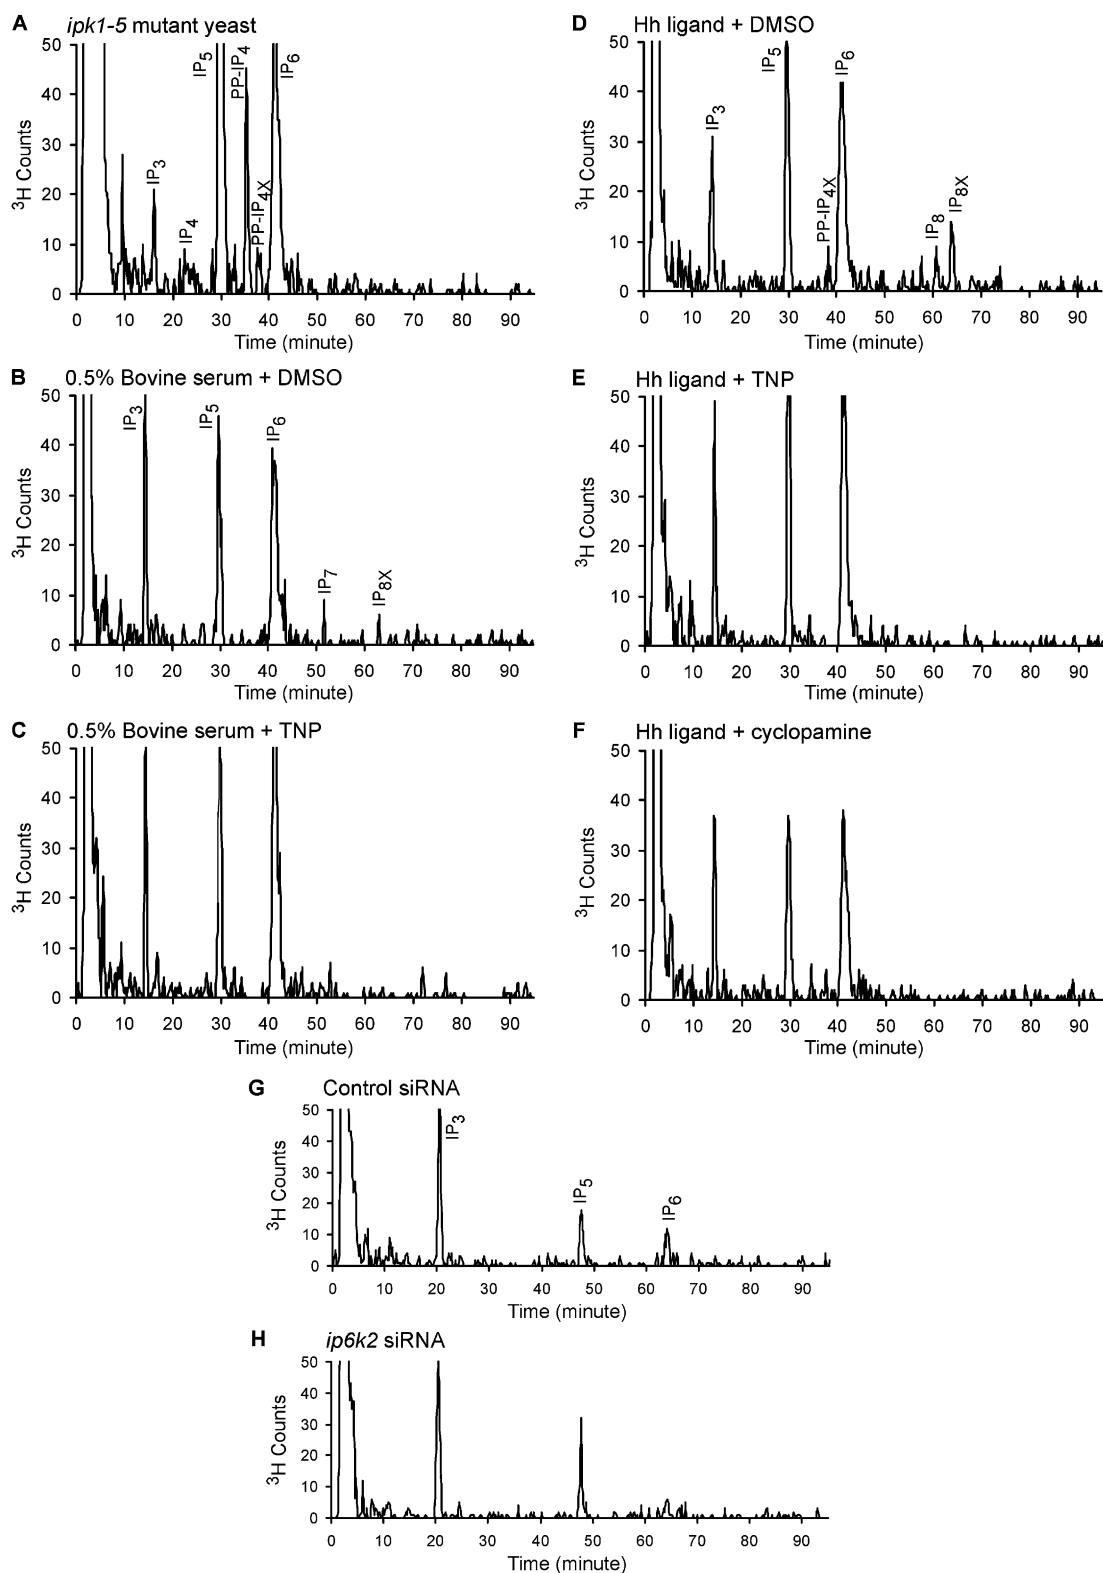 A ipk1-5 mutant yeast
50
40
30
20
10
0
3H Counts
IP3
IP4
IP5
PP-IP4
PP-IP4X
IP6
0 10 20 30 40 50 60 70 80 90
Time (minute)
B 0.5% Bovine serum + DMSO
50
40
30
20
10
0
3H Counts
IP3
IP5
IP6
IP7
IP8X
0 10 20 30 40 50 60 70 80 90
Time (minute)
C 0.5% Bovine serum + TNP
50
40
30
20
10
0
3H Counts
0 10 20 30 40 50 60 70 80 90
Time (minute)
D Hh ligand + DMSO
50
40
30
20
10
0
3H Counts
IP3
IP5
PP-IP4X
IP6
IP8
IP8X
0 10 20 30 40 50 60 70 80 90
Time (minute)
E Hh ligand + TNP
50
40
30
20
10
0
3H Counts
0 10 20 30 40 50 60 70 80 90
Time (minute)
F Hh ligand + cyclopamine
50
40
30
20
10
0
3H Counts
0 10 20 30 40 50 60 70 80 90
Time (minute)
G Control siRNA
50
40
30
20
10
0
3H Counts
IP3
IP5
IP6
0 10 20 30 40 50 60 70 80 90
Time (minute)
H ip6k2 siRNA
50
40
30
20
10
0
3H Counts
0 10 20 30 40 50 60 70 80 90
Time (minute)